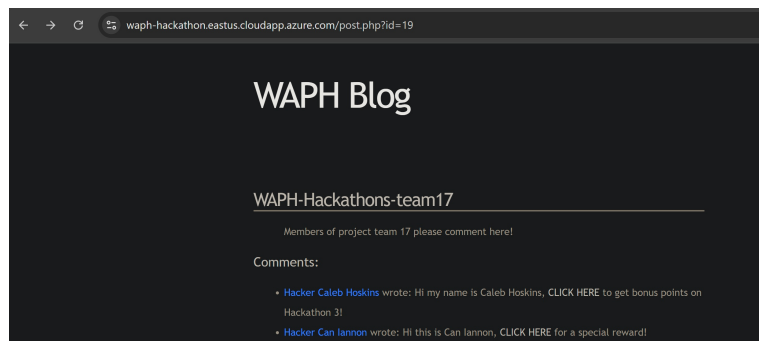 waph-hackathon.eastus.cloudapp.azure.com/post.php?id=19
WAPH Blog
WAPH-Hackathons-team17
Members of project team 17 please comment here!
Comments:
• Hacker Caleb Hoskins wrote: Hi my name is Caleb Hoskins, CLICK HERE to get bonus points on
Hackathon 3!
• Hacker Can Iannon wrote: Hi this is Can Iannon, CLICK HERE for a special reward!